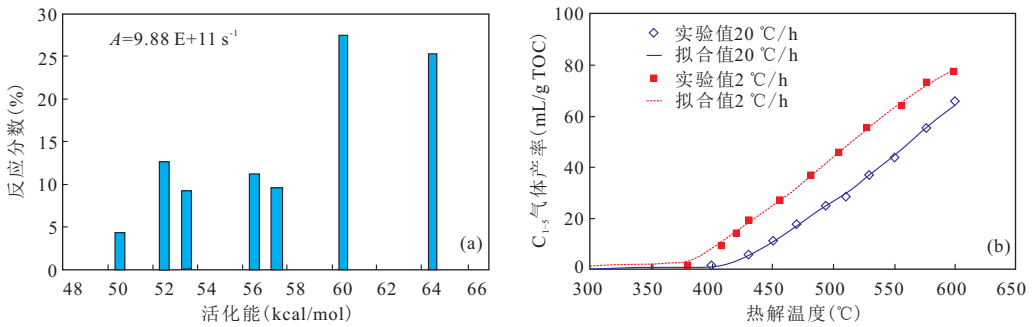 A=9.88 E+11 s⁻¹
反应分数(%)
30
25
20
15
10
5
0
48 50 52 54 56 58 60 62 64 66
活化能(kcal/mol)
(a)
C₁₋₅气体产率(mL/g TOC)
100
80
60
40
20
0
实验值20 ℃/h
拟合值20 ℃/h
实验值2 ℃/h
拟合值2 ℃/h
300 350 400 450 500 550 600 650
热解温度(℃)
(b)